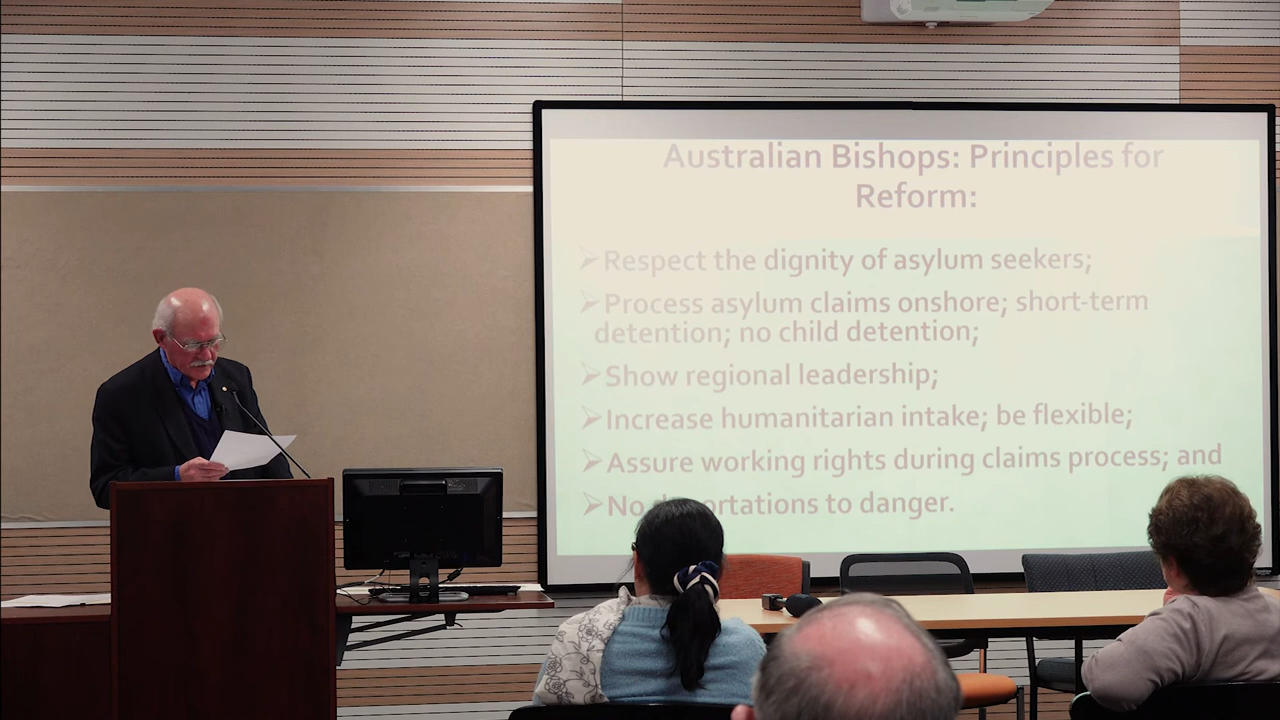 Australian Bishops: Principles for
Reform:
➢Respect the dignity of asylum seekers;
➢Process asylum claims onshore; short-term
detention; no child detention;
➢Show regional leadership;
➢Increase humanitarian intake; be flexible;
➢Assure working rights during claims process; and
➢No deportations to danger.